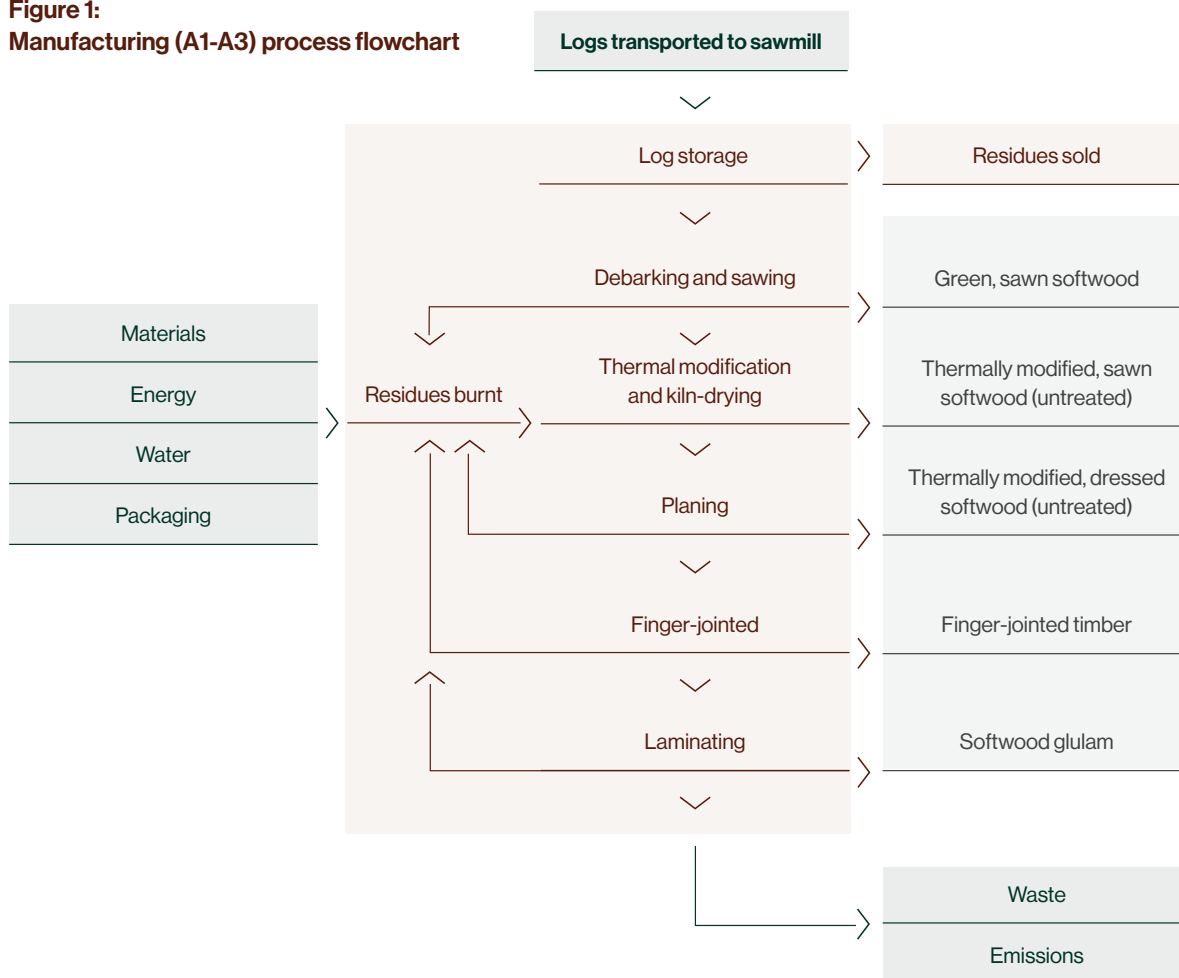 Figure 1:
Manufacturing (A1-A3) process flowchart
Logs transported to sawmill
Log storage
Residues sold
Debarking and sawing
Green, sawn softwood
Materials
Energy
Water
Packaging
Residues burnt
Thermal modification
and kiln-drying
Thermally modified, sawn
softwood (untreated)
Planing
Thermally modified, dressed
softwood (untreated)
Finger-jointed
Finger-jointed timber
Laminating
Softwood glulam
Waste
Emissions